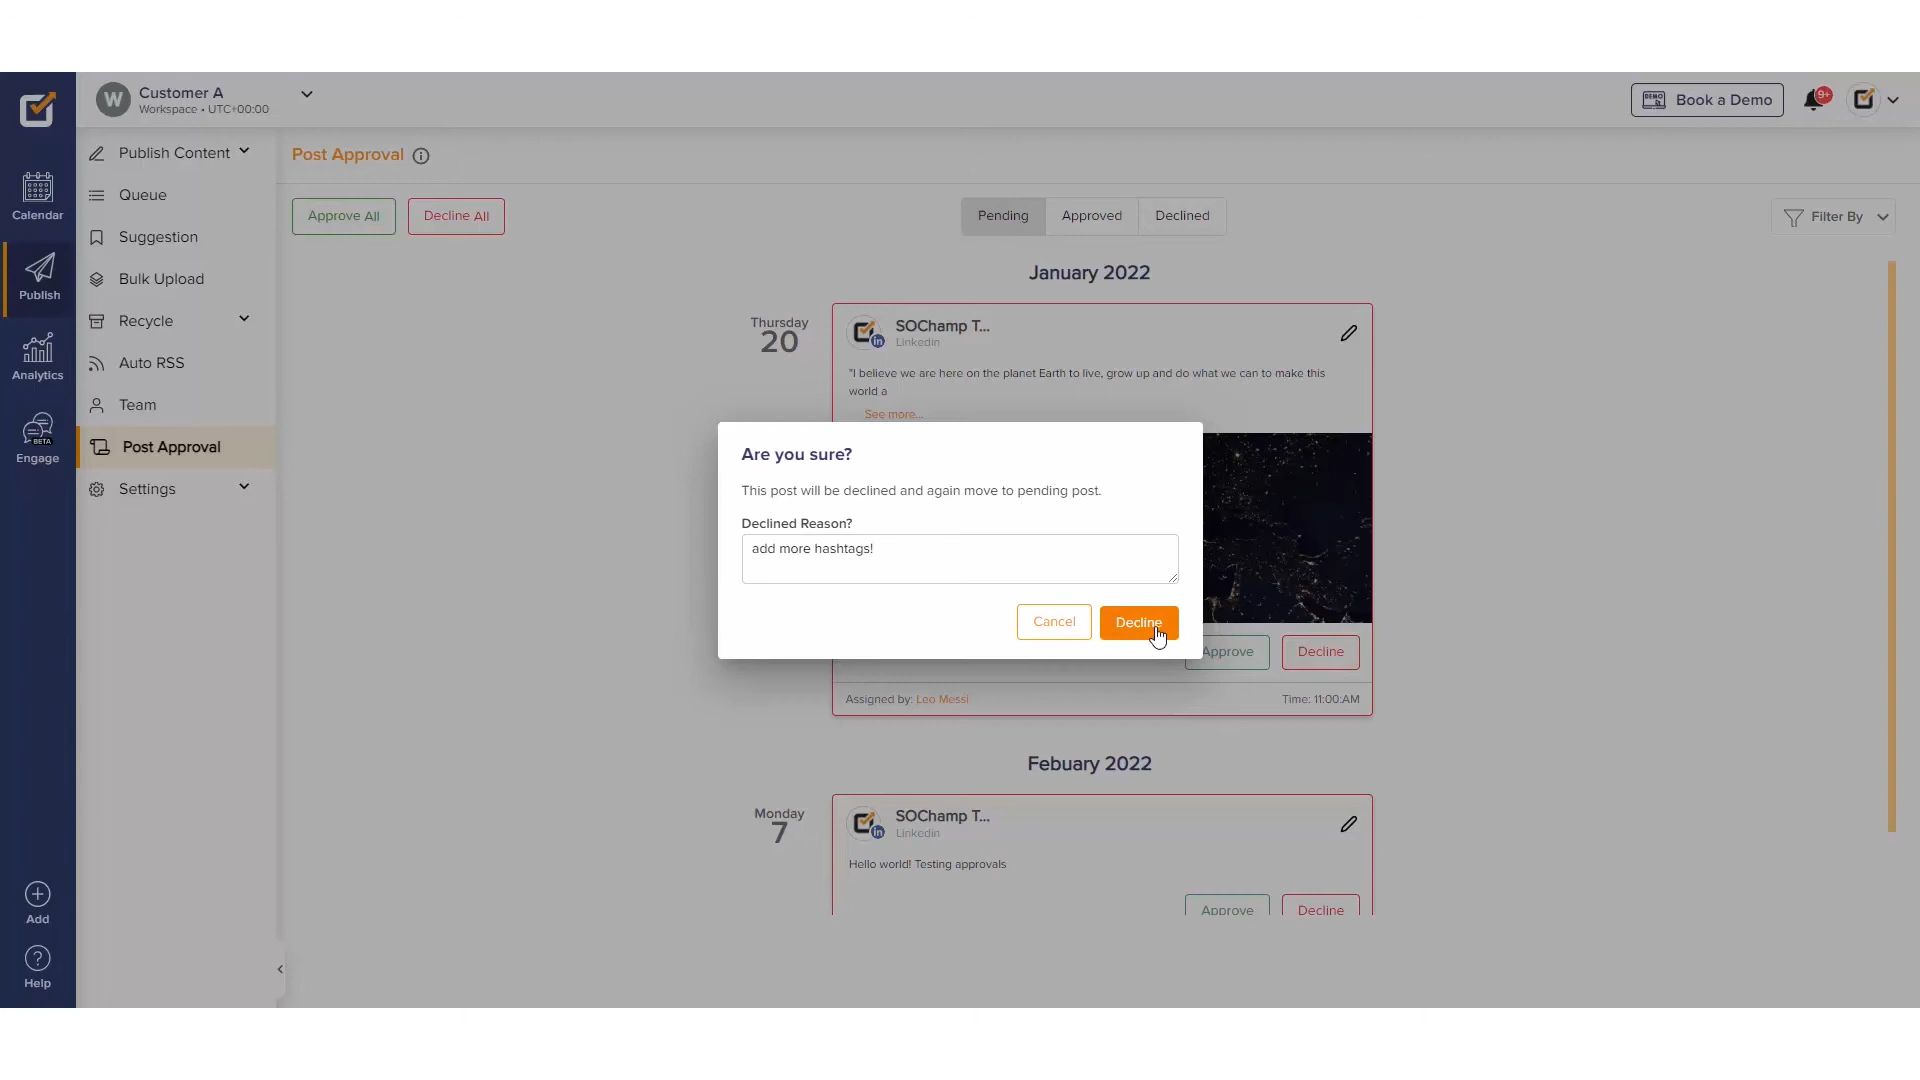 W
Customer A
Workspace • UTC+00:00
DEMO
Book a Demo
9+
Calendar
Publish
Analytics
BETA
Engage
Add
Help
Publish Content
Queue
Suggestion
Bulk Upload
Recycle
Auto RSS
Team
Post Approval
Settings
Post Approval
Approve All
Decline All
Pending
Approved
Declined
Filter By
January 2022
Thursday
20
SOChamp T...
in
Linkedin
"I believe we are here on the planet Earth to live, grow up and do what we can to make this
world a
See more...
Are you sure?
This post will be declined and again move to pending post.
Declined Reason?
add more hashtags!
Cancel
Decline
Approve
Decline
Assigned by: Leo Messi
Time: 11:00:AM
Febuary 2022
Monday
7
SOChamp T...
in
Linkedin
Hello world! Testing approvals
Approve
Decline